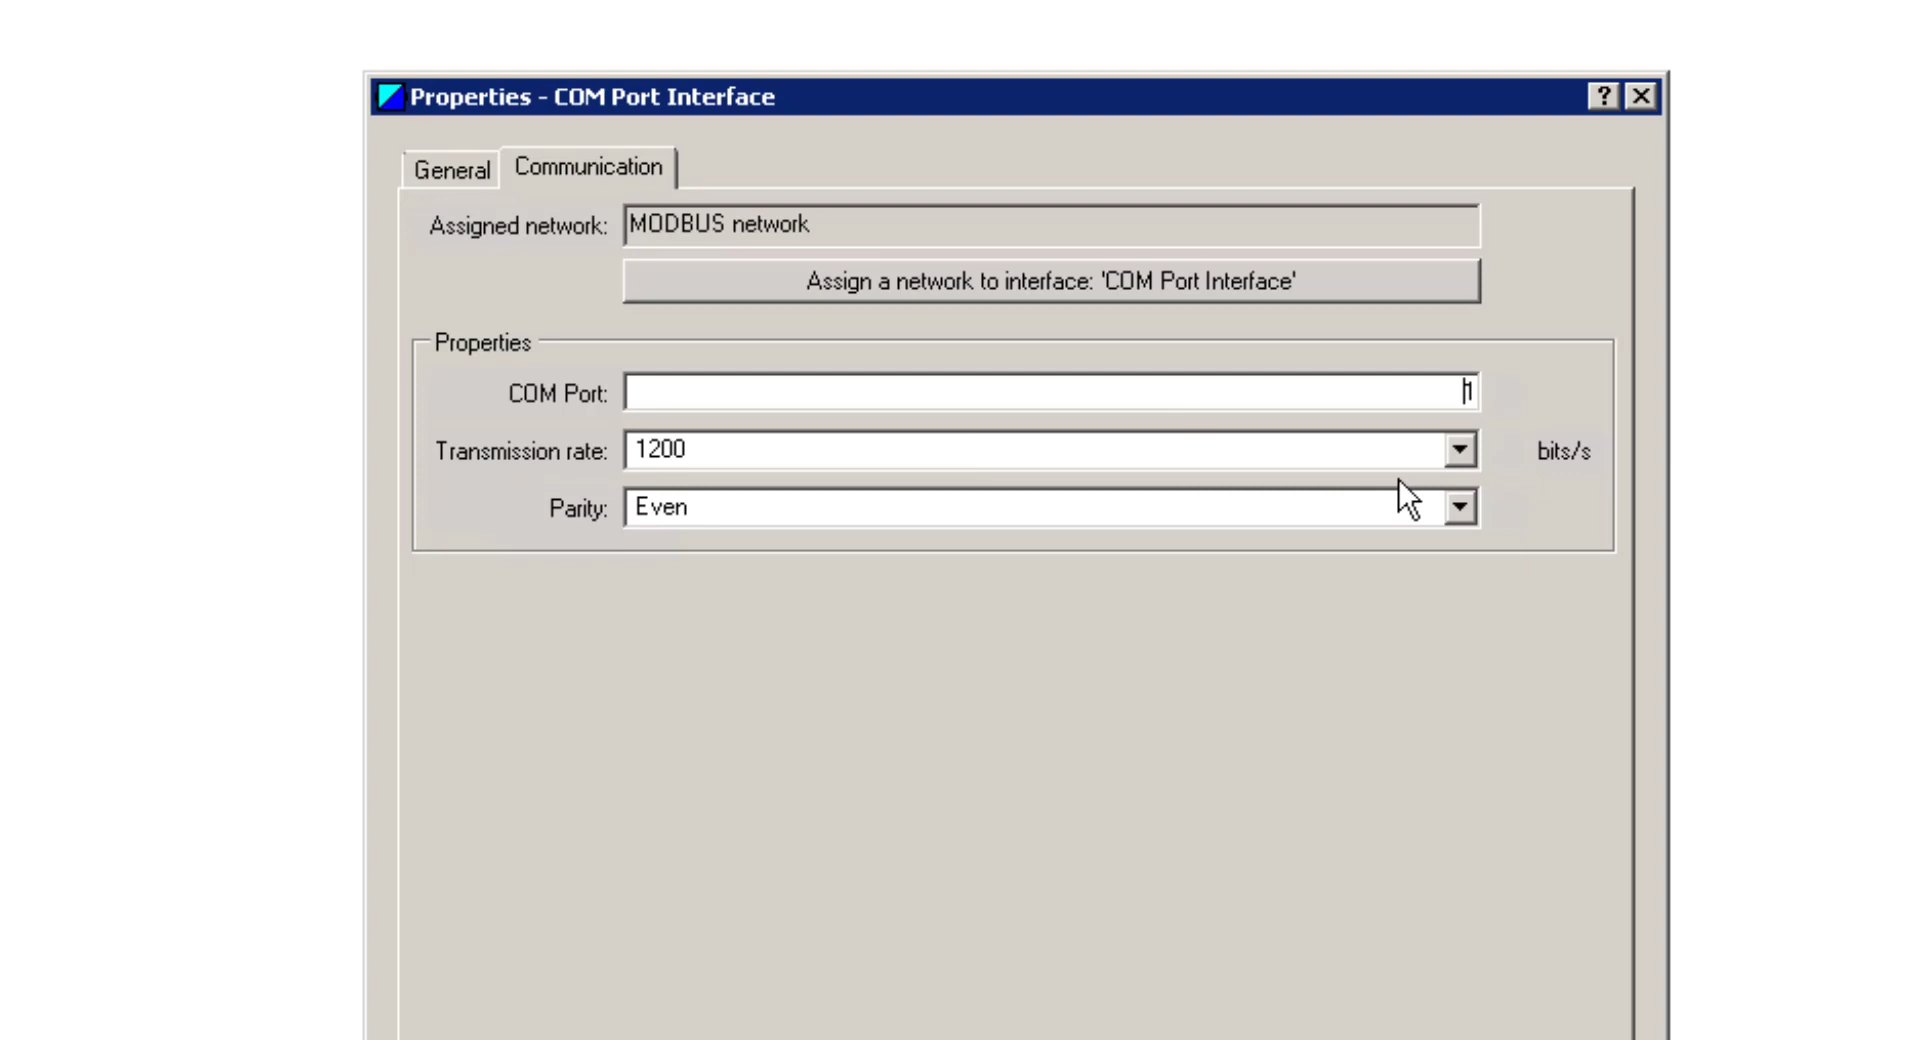 Properties - COM Port Interface
General
Communication
Assigned network:
MODBUS network
Assign a network to interface: 'COM Port Interface'
Properties
COM Port:
1
Transmission rate:
1200
bits/s
Parity:
Even